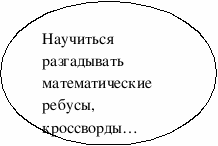 Научиться
разгадывать
математические
ребусы,
кроссворды…